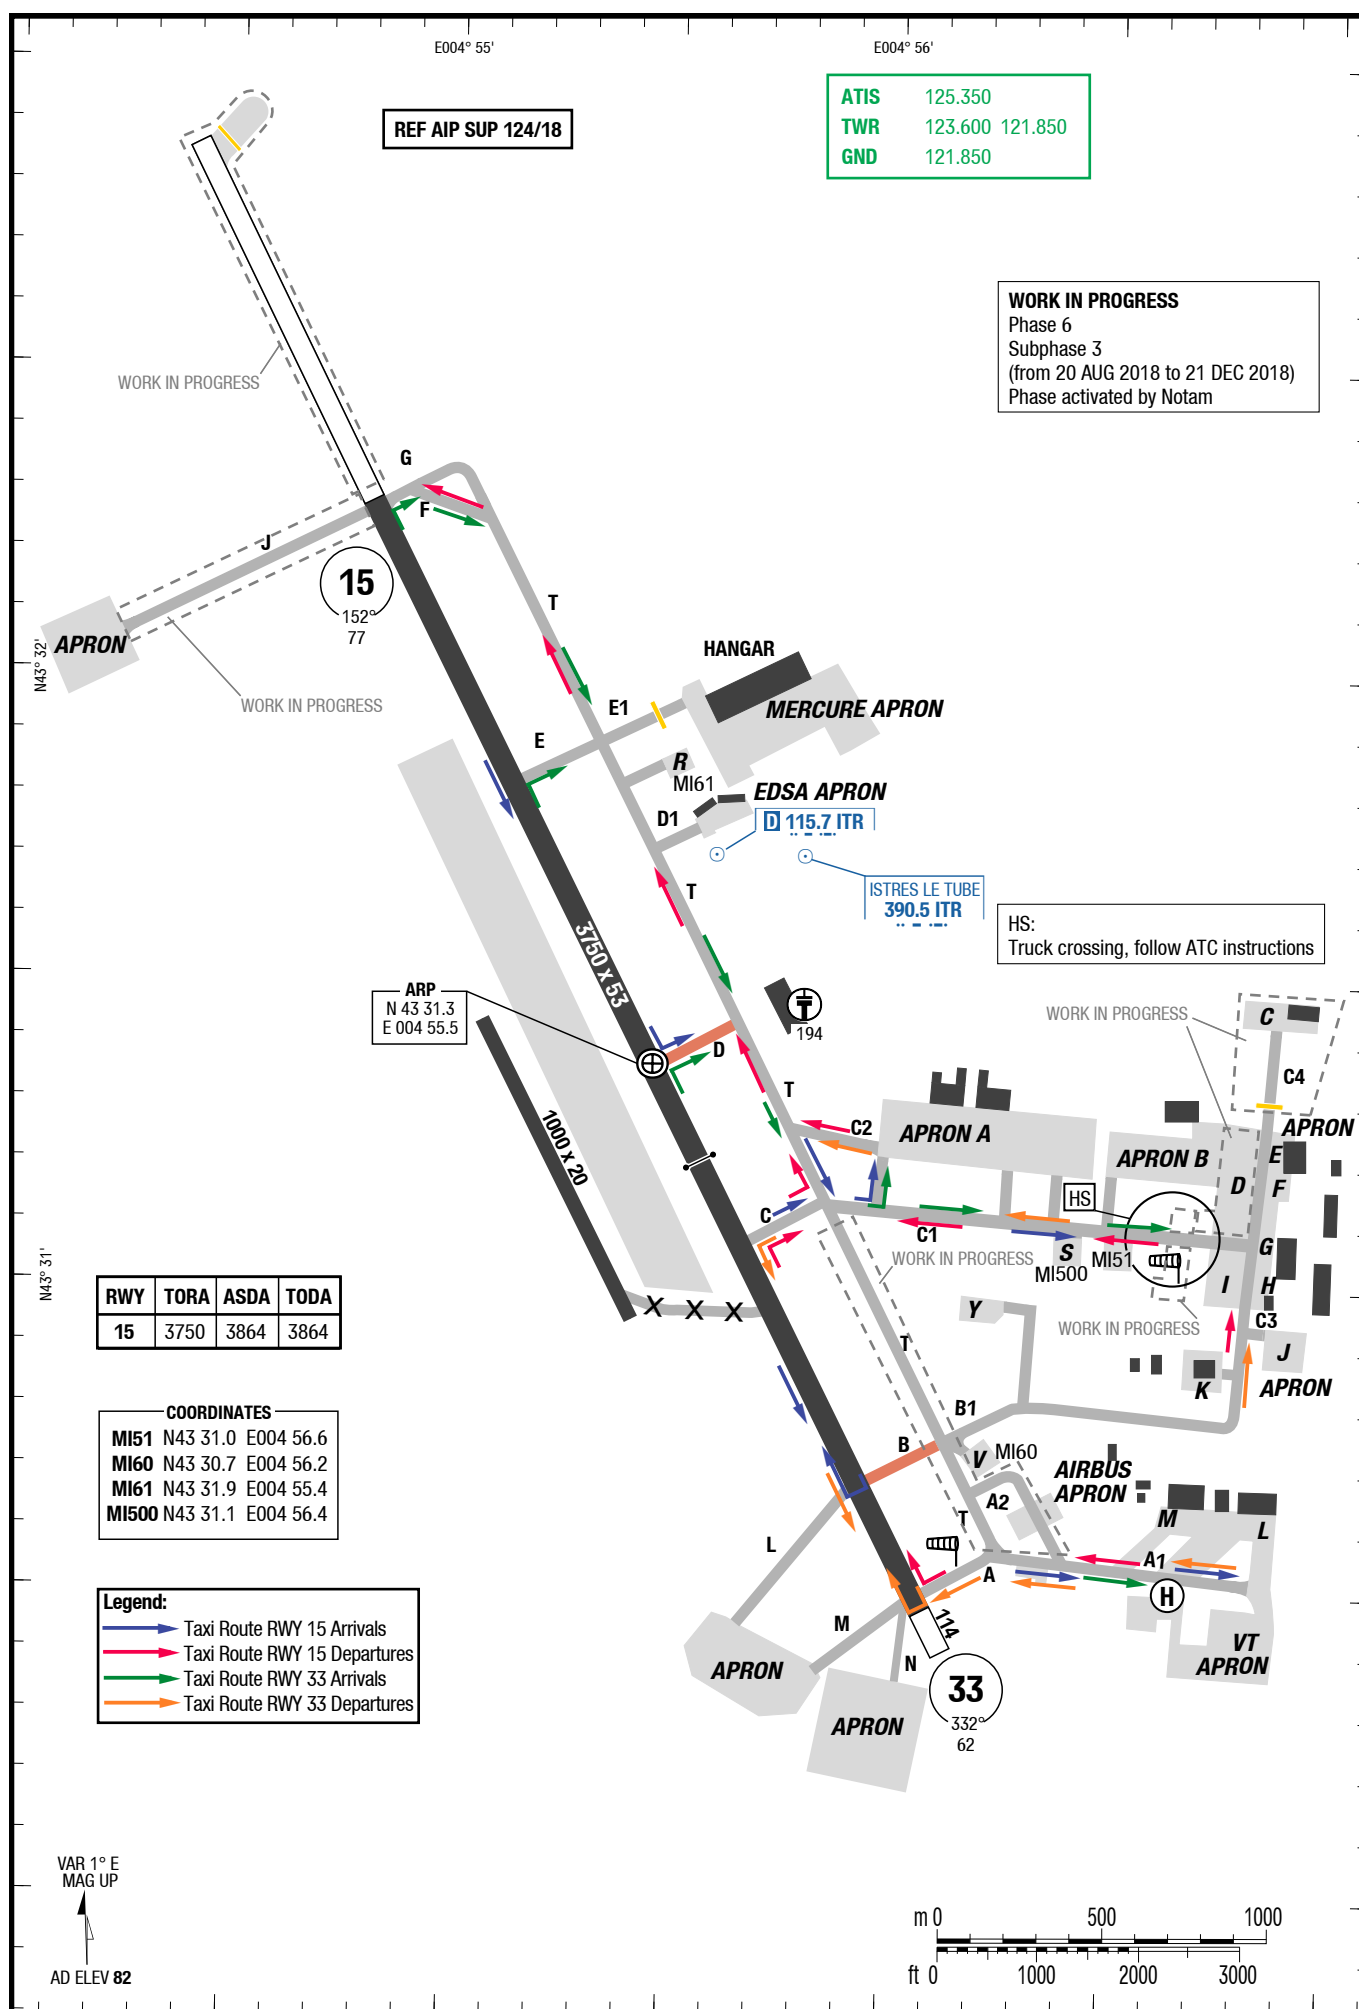 E004° 55'
E004° 56'
ATIS 125.350
TWR 123.600 121.850
GND 121.850
REF AIP SUP 124/18
WORK IN PROGRESS
Phase 6
Subphase 3
(from 20 AUG 2018 to 21 DEC 2018)
Phase activated by Notam
WORK IN PROGRESS
G
F
J
15
152°
77
T
APRON
N43° 32'
WORK IN PROGRESS
HANGAR
MERCURE APRON
E1
E
R
MI61
EDSA APRON
D 115.7 ITR
D1
T
ISTRES LE TUBE
390.5 ITR
HS:
Truck crossing, follow ATC instructions
3750 x 53
ARP
N 43 31.3
E 004 55.5
194
WORK IN PROGRESS
C
C4
D
T
1000 x 20
C2
APRON A
APRON B
APRON
E
F
D
HS
C
C1
S
MI500
MI51
G
I
H
WORK IN PROGRESS
WORK IN PROGRESS
N43° 31'
X X X
Y
C3
J
K
APRON
T
RWY TORA ASDA TODA
15 3750 3864 3864
COORDINATES
MI51 N43 31.0 E004 56.6
MI60 N43 30.7 E004 56.2
MI61 N43 31.9 E004 55.4
MI500 N43 31.1 E004 56.4
B1
B
V
MI60
AIRBUS
APRON
A2
T
M
L
L
A
A1
H
Legend:
Taxi Route RWY 15 Arrivals
Taxi Route RWY 15 Departures
Taxi Route RWY 33 Arrivals
Taxi Route RWY 33 Departures
M
114
N
VT
APRON
APRON
33
332°
62
APRON
VAR 1° E
MAG UP
AD ELEV 82
m 0 500 1000
ft 0 1000 2000 3000